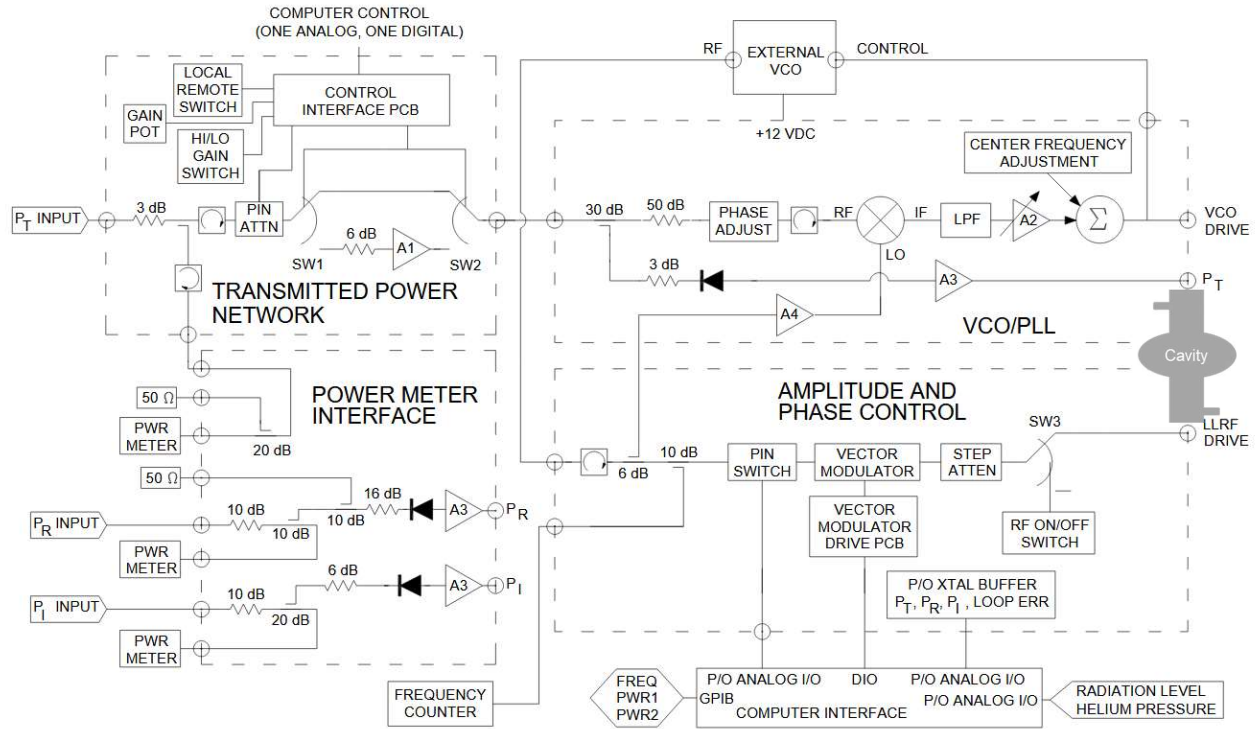 COMPUTER CONTROL
(ONE ANALOG, ONE DIGITAL)
LOCAL
REMOTE
SWITCH
CONTROL
INTERFACE PCB
GAIN
POT
HI/LO
GAIN
SWITCH
PT INPUT
3 dB
PIN
ATTN
6 dB
A1
SW1
SW2
TRANSMITTED POWER
NETWORK
RF
EXTERNAL
VCO
CONTROL
+12 VDC
CENTER FREQUENCY
ADJUSTMENT
30 dB
50 dB
PHASE
ADJUST
RF
IF
LO
LPF
A2
Σ
VCO
DRIVE
3 dB
A3
PT
A4
VCO/PLL
Cavity
POWER METER
INTERFACE
50 Ω
PWR
METER
20 dB
50 Ω
16 dB
10 dB
A3
PR
PR INPUT
10 dB
10 dB
PWR
METER
6 dB
A3
PI
PI INPUT
10 dB
20 dB
PWR
METER
AMPLITUDE AND
PHASE CONTROL
6 dB
10 dB
PIN
SWITCH
VECTOR
MODULATOR
STEP
ATTEN
SW3
LLRF
DRIVE
VECTOR
MODULATOR
DRIVE PCB
RF ON/OFF
SWITCH
P/O XTAL BUFFER
PT, PR, PI , LOOP ERR
FREQUENCY
COUNTER
FREQ
PWR1
PWR2
P/O ANALOG I/O
DIO
P/O ANALOG I/O
GPIB
P/O ANALOG I/O
COMPUTER INTERFACE
RADIATION LEVEL
HELIUM PRESSURE